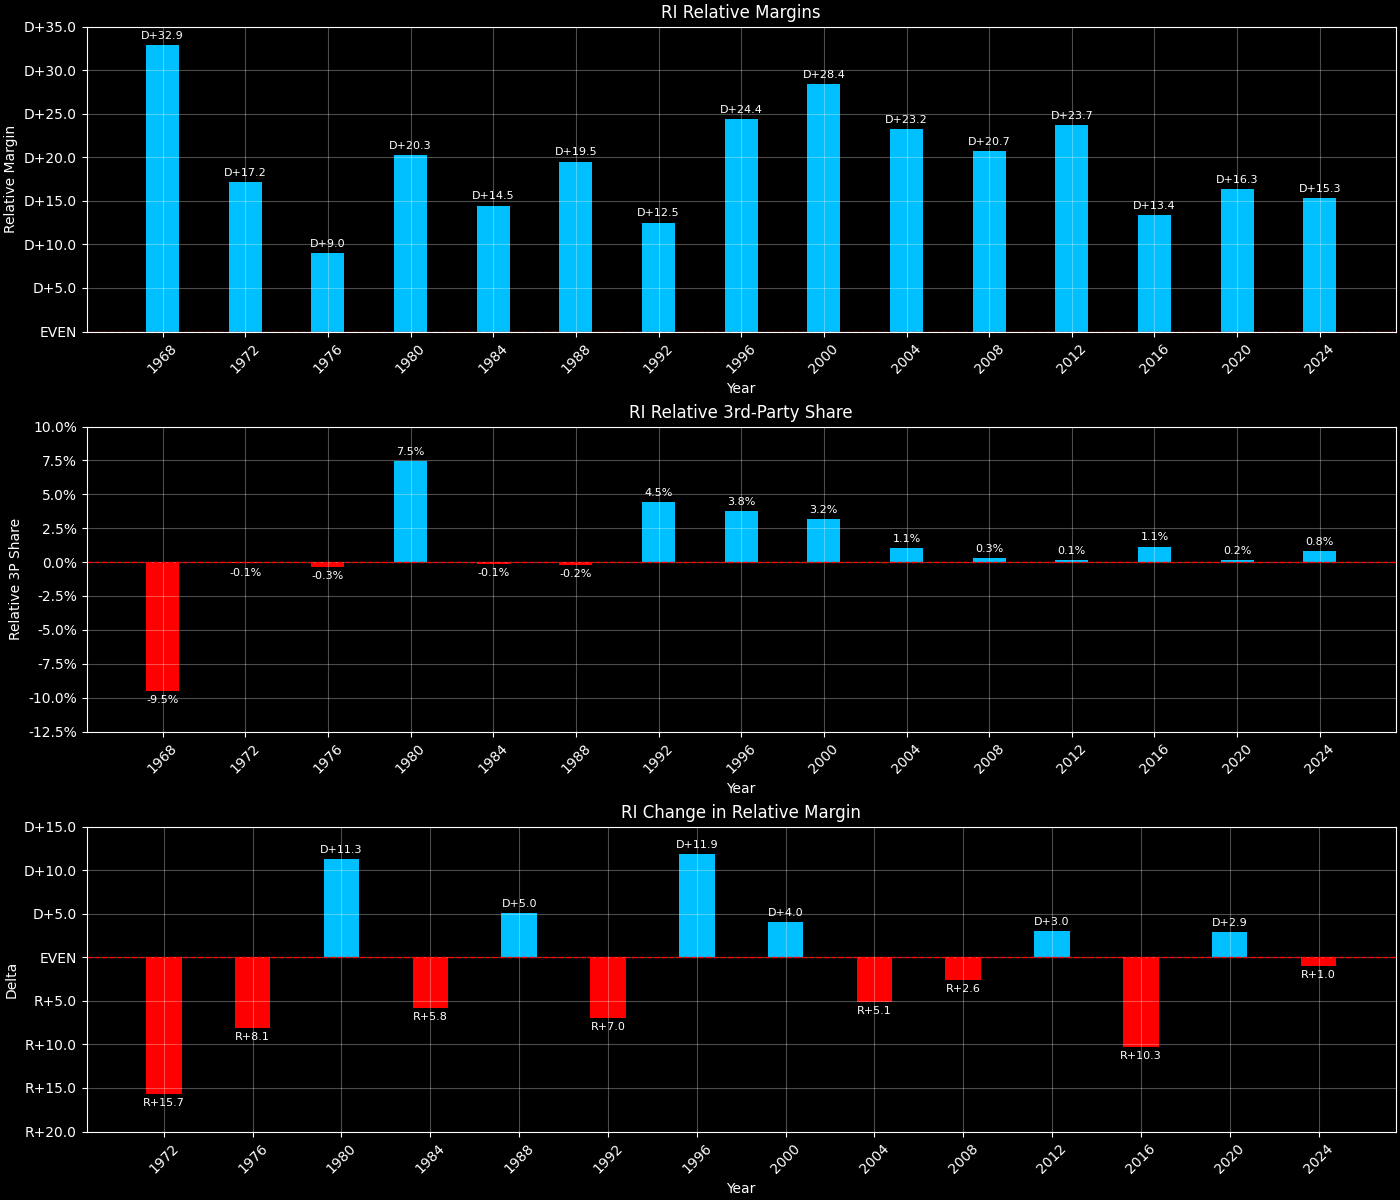 RI Relative Margins
D+35.0
D+30.0
D+25.0
D+20.0
D+15.0
D+10.0
D+5.0
EVEN
Relative Margin
D+32.9
D+17.2
D+9.0
D+20.3
D+14.5
D+19.5
D+12.5
D+24.4
D+28.4
D+23.2
D+20.7
D+23.7
D+13.4
D+16.3
D+15.3
1968 1972 1976 1980 1984 1988 1992 1996 2000 2004 2008 2012 2016 2020 2024
Year
RI Relative 3rd-Party Share
10.0%
7.5%
5.0%
2.5%
0.0%
-2.5%
-5.0%
-7.5%
-10.0%
-12.5%
Relative 3P Share
-9.5%
-0.1%
-0.3%
7.5%
-0.1%
-0.2%
4.5%
3.8%
3.2%
1.1%
0.3%
0.1%
1.1%
0.2%
0.8%
1968 1972 1976 1980 1984 1988 1992 1996 2000 2004 2008 2012 2016 2020 2024
Year
RI Change in Relative Margin
D+15.0
D+10.0
D+5.0
EVEN
R+5.0
R+10.0
R+15.0
R+20.0
Delta
R+15.7
R+8.1
D+11.3
R+5.8
D+5.0
R+7.0
D+11.9
D+4.0
R+5.1
R+2.6
D+3.0
R+10.3
D+2.9
R+1.0
1972 1976 1980 1984 1988 1992 1996 2000 2004 2008 2012 2016 2020 2024
Year